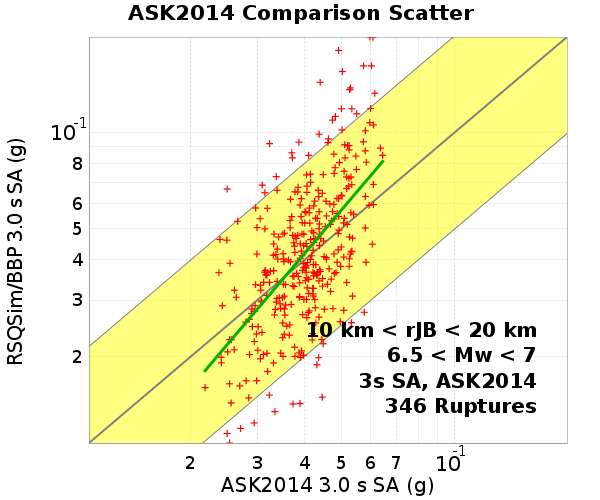 ASK2014 Comparison Scatter
RSQSim/BBP 3.0 s SA (g)
10-1
8
6
5
4
3
2
10 km < rJB < 20 km
6.5 < Mw < 7
3s SA, ASK2014
346 Ruptures
2 3 4 5 6 7 10-1
ASK2014 3.0 s SA (g)